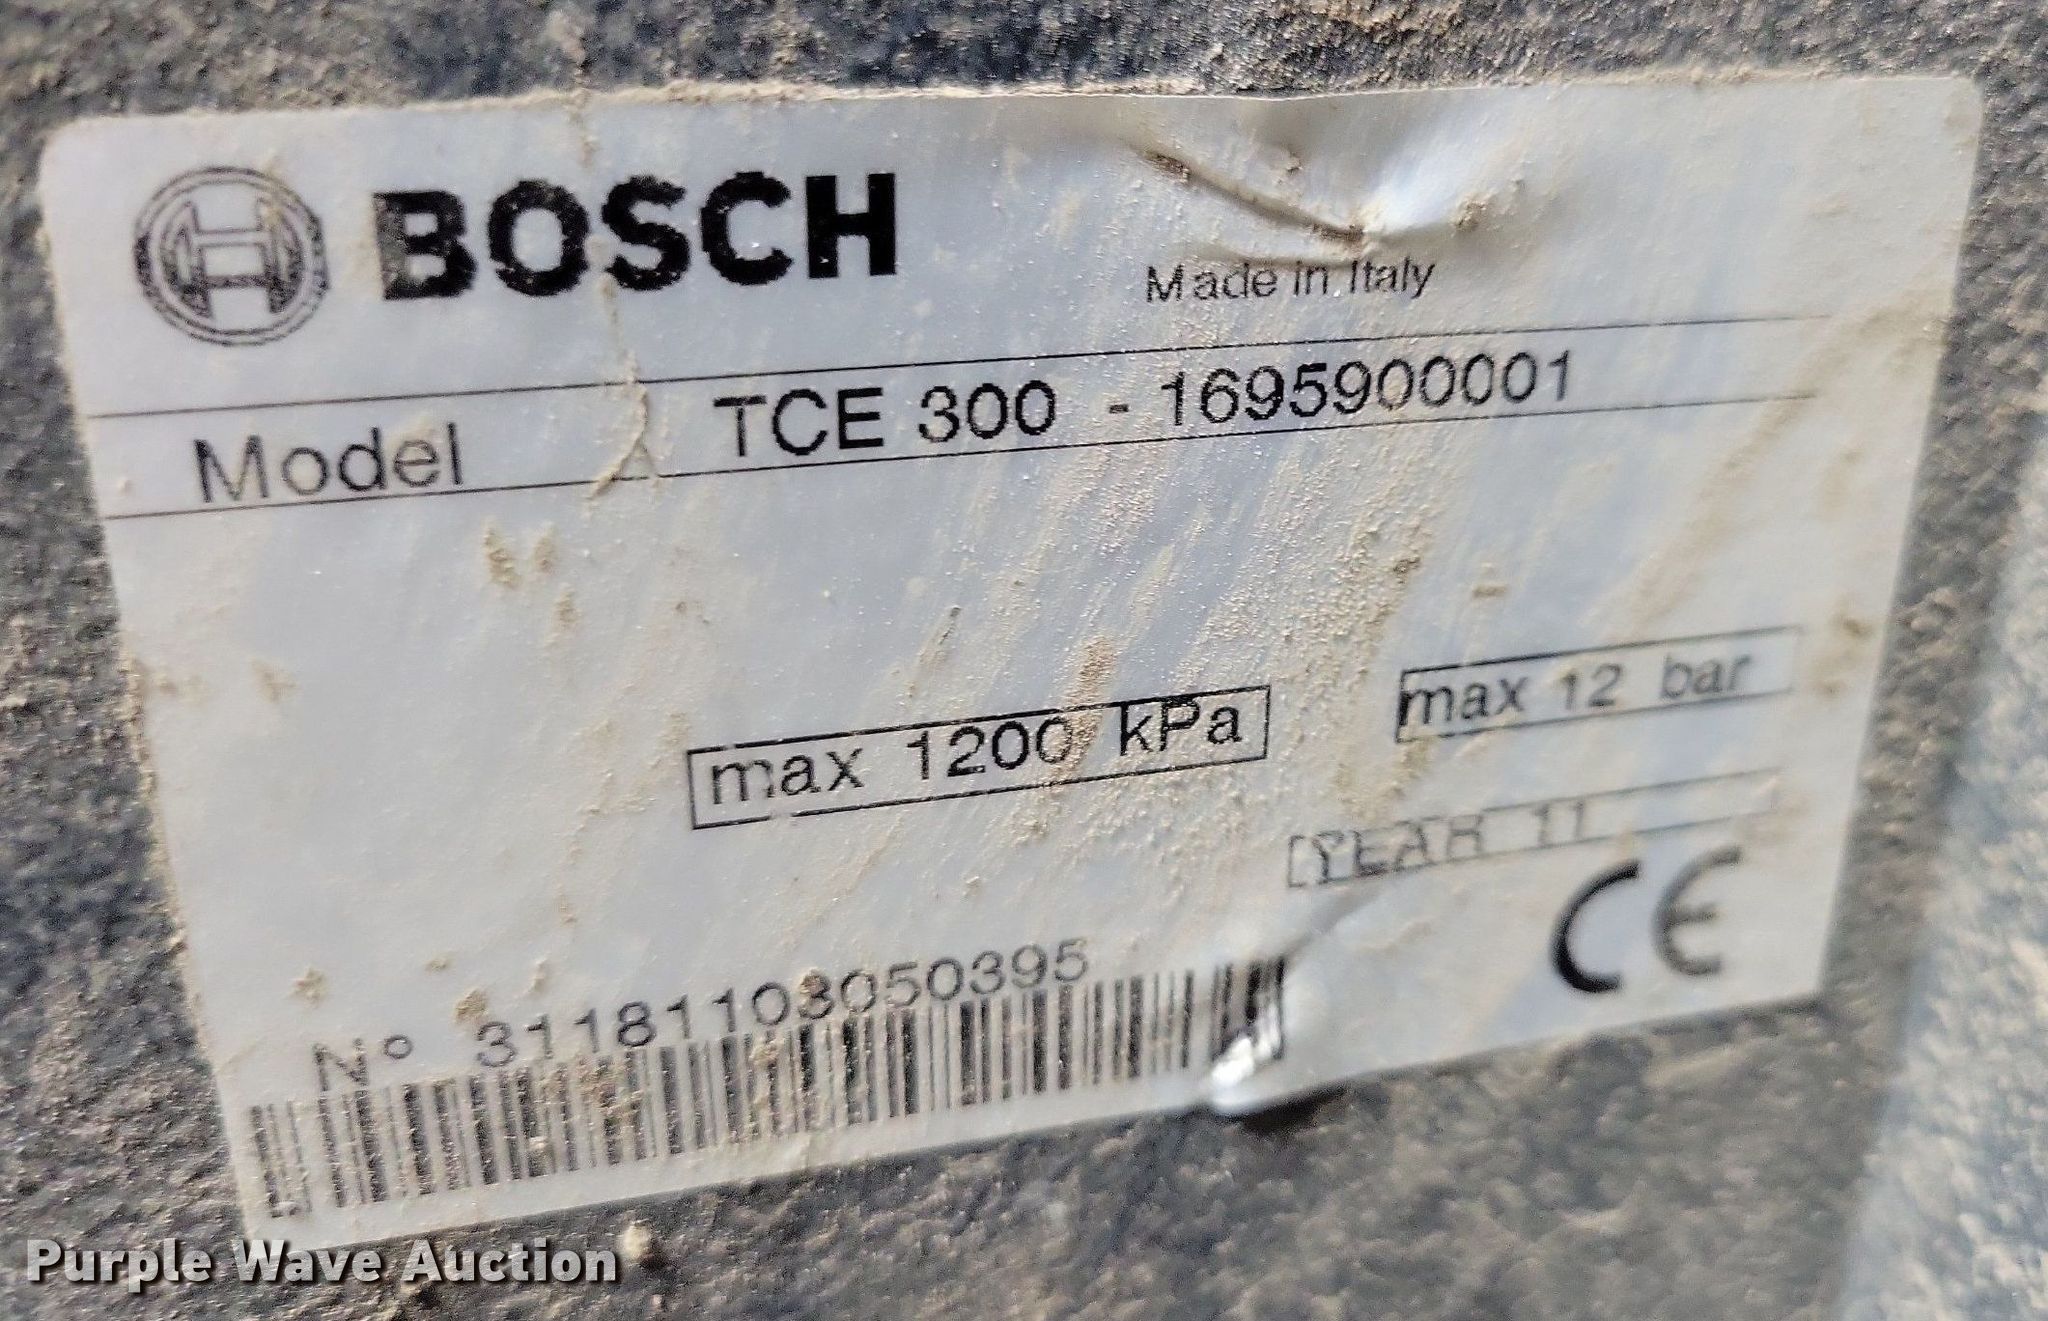 BOSCH
Made in Italy
Model TCE 300 - 1695900001
max 1200 kPa max 12 bar
YEAR 11
CE
N° 31181103050395
Purple Wave Auction